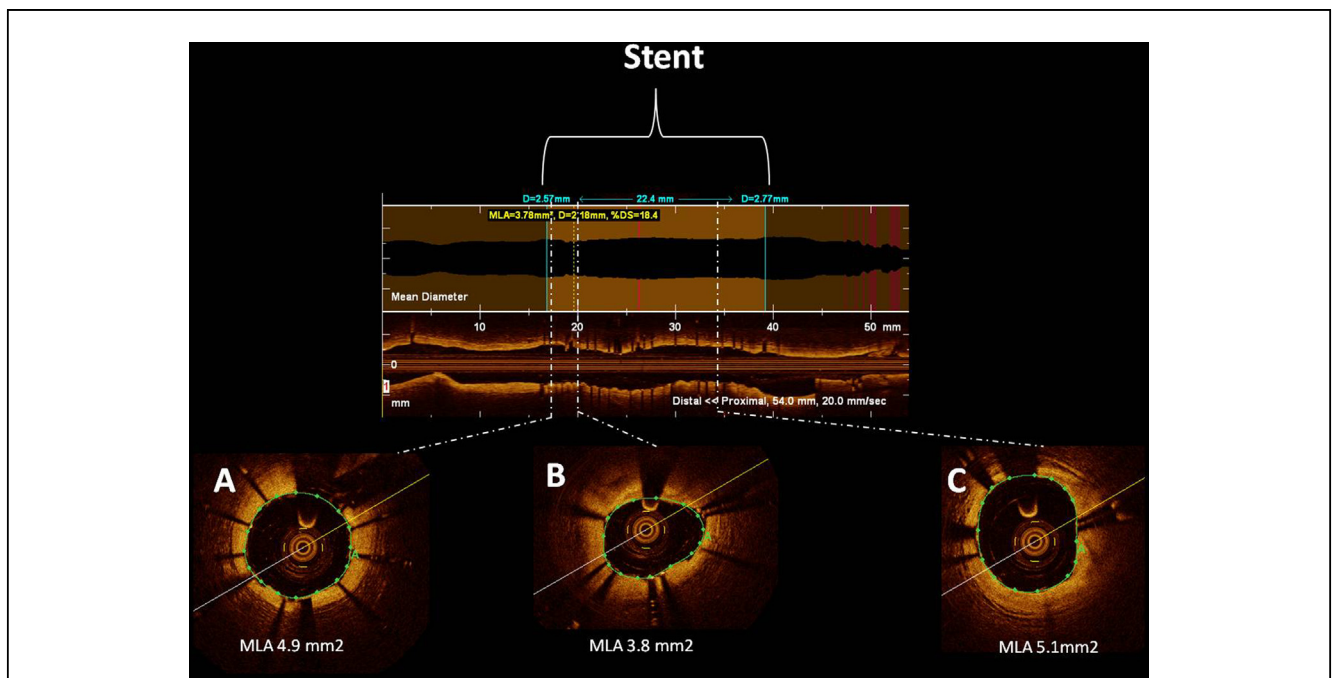 Stent
D=2.57mm 22.4 mm D=2.77mm
MLA=3.78mm², D=2.18mm, %DS=18.4
Mean Diameter
10 20 30 40 50 mm
0
1
mm
Distal << Proximal, 54.0 mm, 20.0 mm/sec
A B C
A A A
MLA 4.9 mm2 MLA 3.8 mm2 MLA 5.1mm2